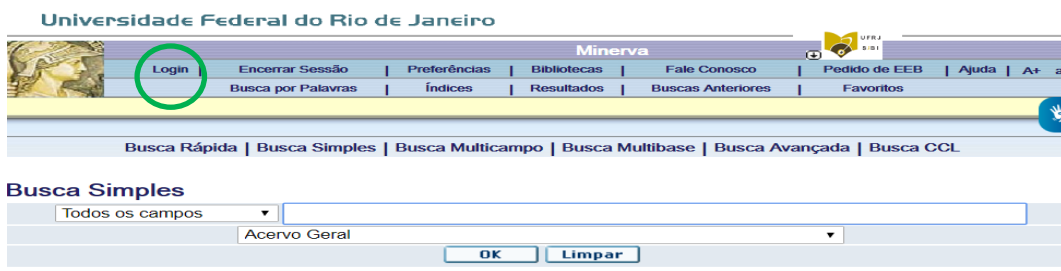 Universidade Federal do Rio de Janeiro
UFRJ
SiBI
Minerva
Login | Encerrar Sessão | Preferências | Bibliotecas | Fale Conosco | Pedido de EEB | Ajuda | A+ a
Busca por Palavras | Índices | Resultados | Buscas Anteriores | Favoritos
Busca Rápida | Busca Simples | Busca Multicampo | Busca Multibase | Busca Avançada | Busca CCL
Busca Simples
Todos os campos
Acervo Geral
OK Limpar